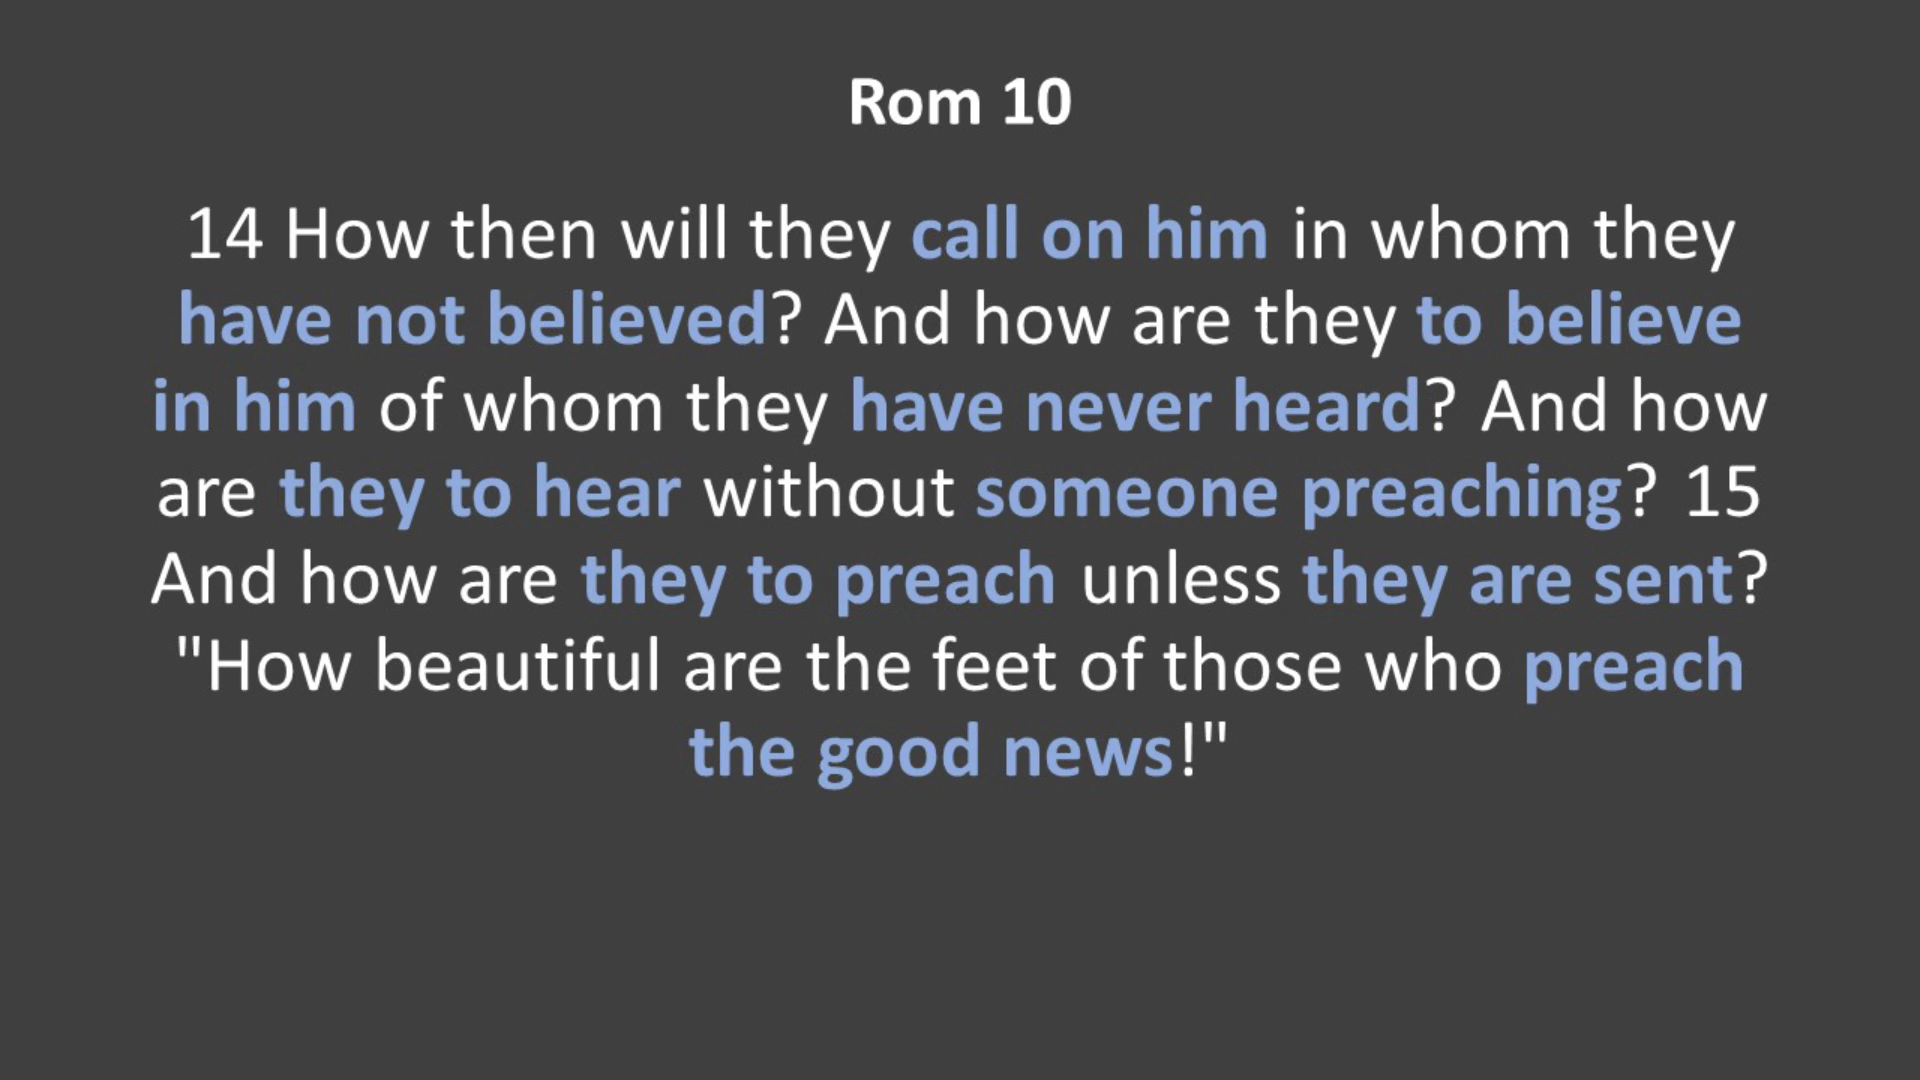 Rom 10
14 How then will they call on him in whom they
have not believed? And how are they to believe
in him of whom they have never heard? And how
are they to hear without someone preaching? 15
And how are they to preach unless they are sent?
"How beautiful are the feet of those who preach
the good news!"